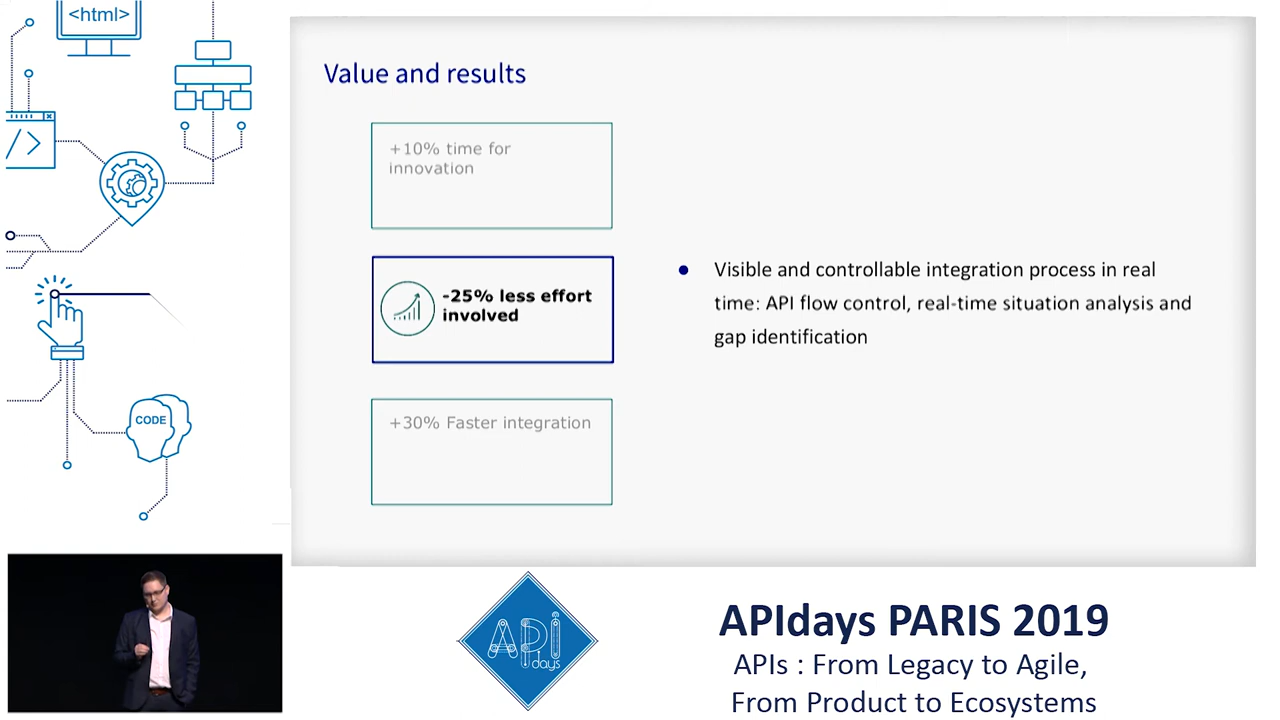 <html>
CODE
Value and results
+10% time for
innovation
-25% less effort
involved
+30% Faster integration
● Visible and controllable integration process in real
time: API flow control, real-time situation analysis and
gap identification
API
days
APIdays PARIS 2019
APIs : From Legacy to Agile,
From Product to Ecosystems